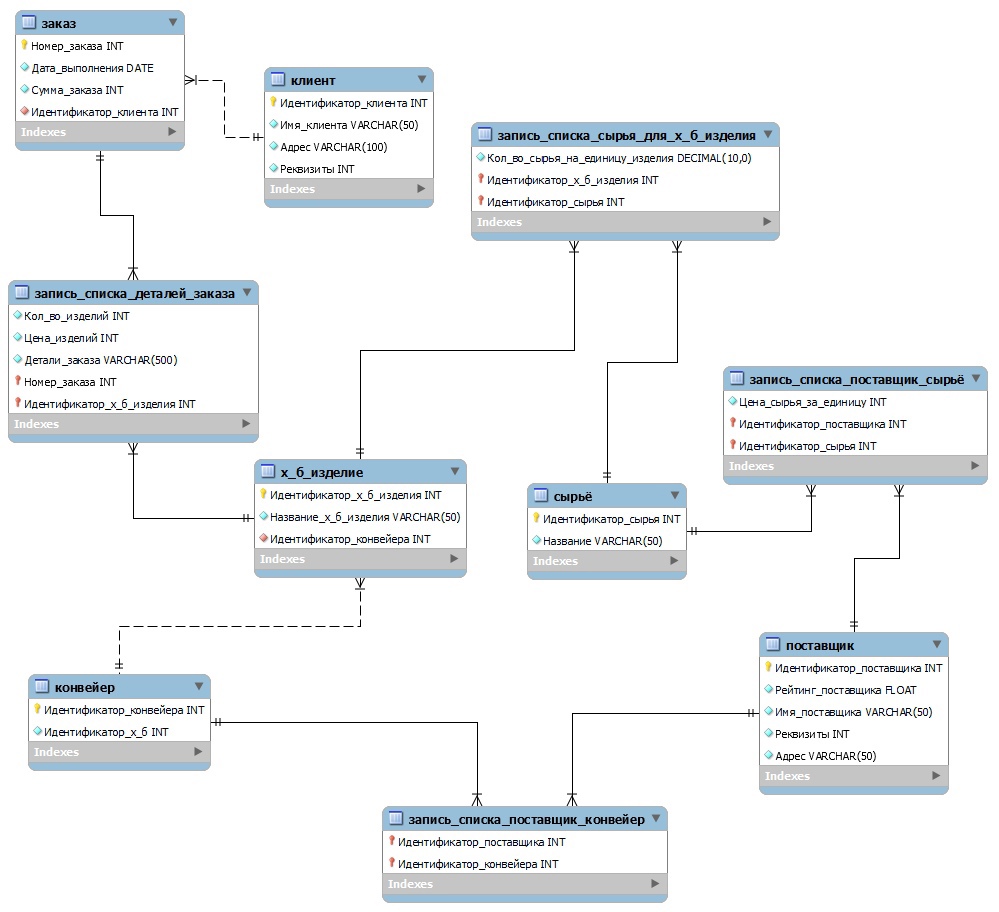 заказ
Номер_заказа INT
Дата_выполнения DATE
Сумма_заказа INT
Идентификатор_клиента INT
Indexes
клиент
Идентификатор_клиента INT
Имя_клиента VARCHAR(50)
Адрес VARCHAR(100)
Реквизиты INT
Indexes
запись_списка_сырья_для_х_б_изделия
Кол_во_сырья_на_единицу_изделия DECIMAL(10,0)
Идентификатор_х_б_изделия INT
Идентификатор_сырья INT
Indexes
запись_списка_деталей_заказа
Кол_во_изделий INT
Цена_изделий INT
Детали_заказа VARCHAR(500)
Номер_заказа INT
Идентификатор_х_б_изделия INT
Indexes
запись_списка_поставщик_сырьё
Цена_сырья_за_единицу INT
Идентификатор_поставщика INT
Идентификатор_сырья INT
Indexes
х_б_изделие
Идентификатор_х_б_изделия INT
Название_х_б_изделия VARCHAR(50)
Идентификатор_конвейера INT
Indexes
сырьё
Идентификатор_сырья INT
Название VARCHAR(50)
Indexes
поставщик
Идентификатор_поставщика INT
Рейтинг_поставщика FLOAT
Имя_поставщика VARCHAR(50)
Реквизиты INT
Адрес VARCHAR(50)
Indexes
конвейер
Идентификатор_конвейера INT
Идентификатор_х_б INT
Indexes
запись_списка_поставщик_конвейер
Идентификатор_поставщика INT
Идентификатор_конвейера INT
Indexes